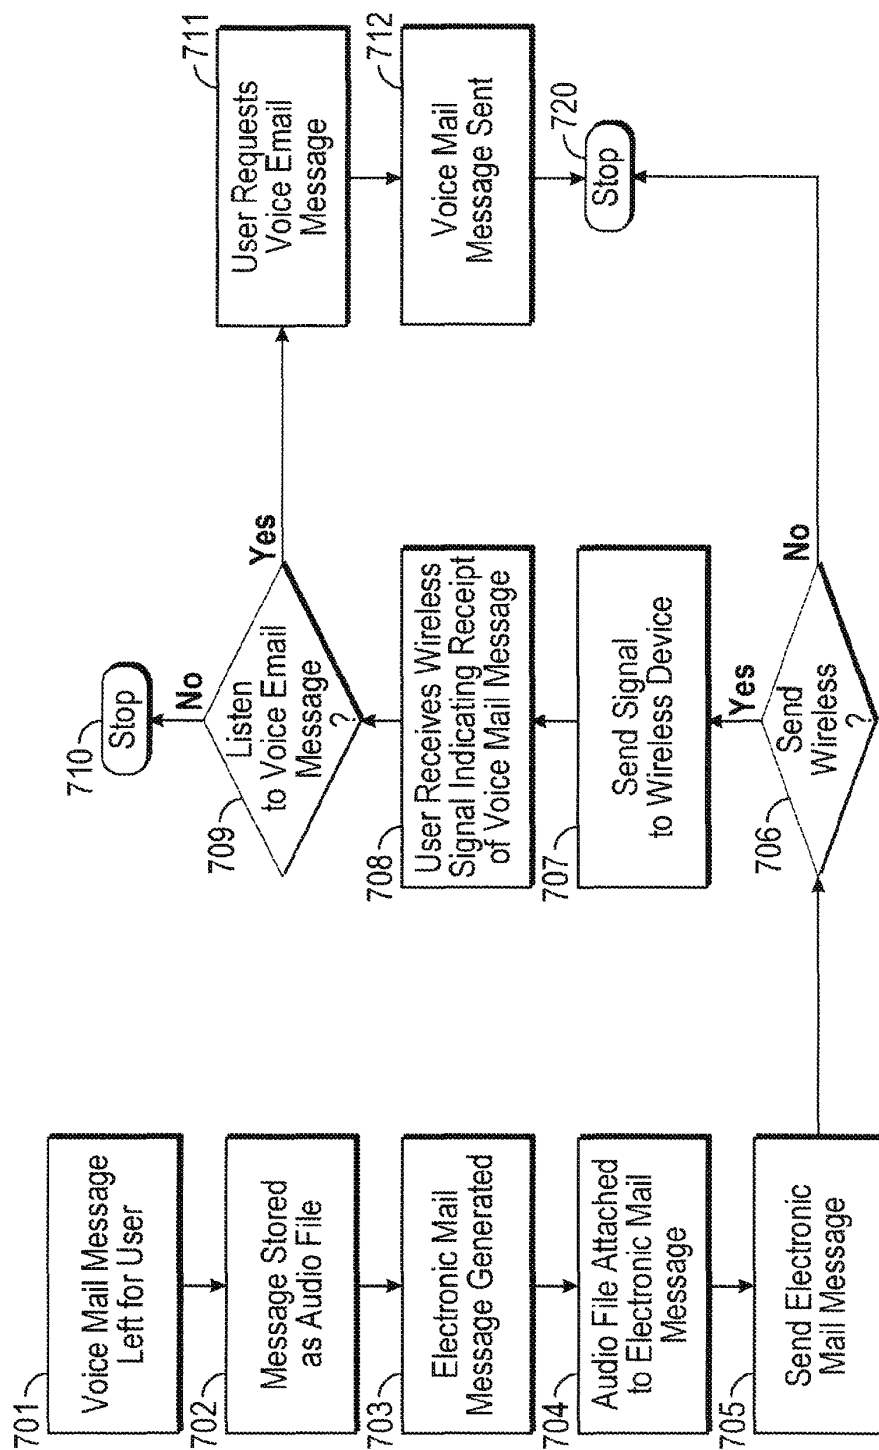 701
Voice Mail Message
Left for User
702
Message Stored
as Audio File
703
Electronic Mail
Message Generated
704
Audio File Attached
to Electronic Mail
Message
705
Send Electronic
Mail Message
706
Send
Wireless
?
Yes
No
707
Send Signal
to Wireless Device
708
User Receives Wireless
Signal Indicating Receipt
of Voice Mail Message
709
Listen
to Voice Email
Message
?
No
Yes
710
Stop
711
User Requests
Voice Email
Message
712
Voice Mail
Message Sent
720
Stop